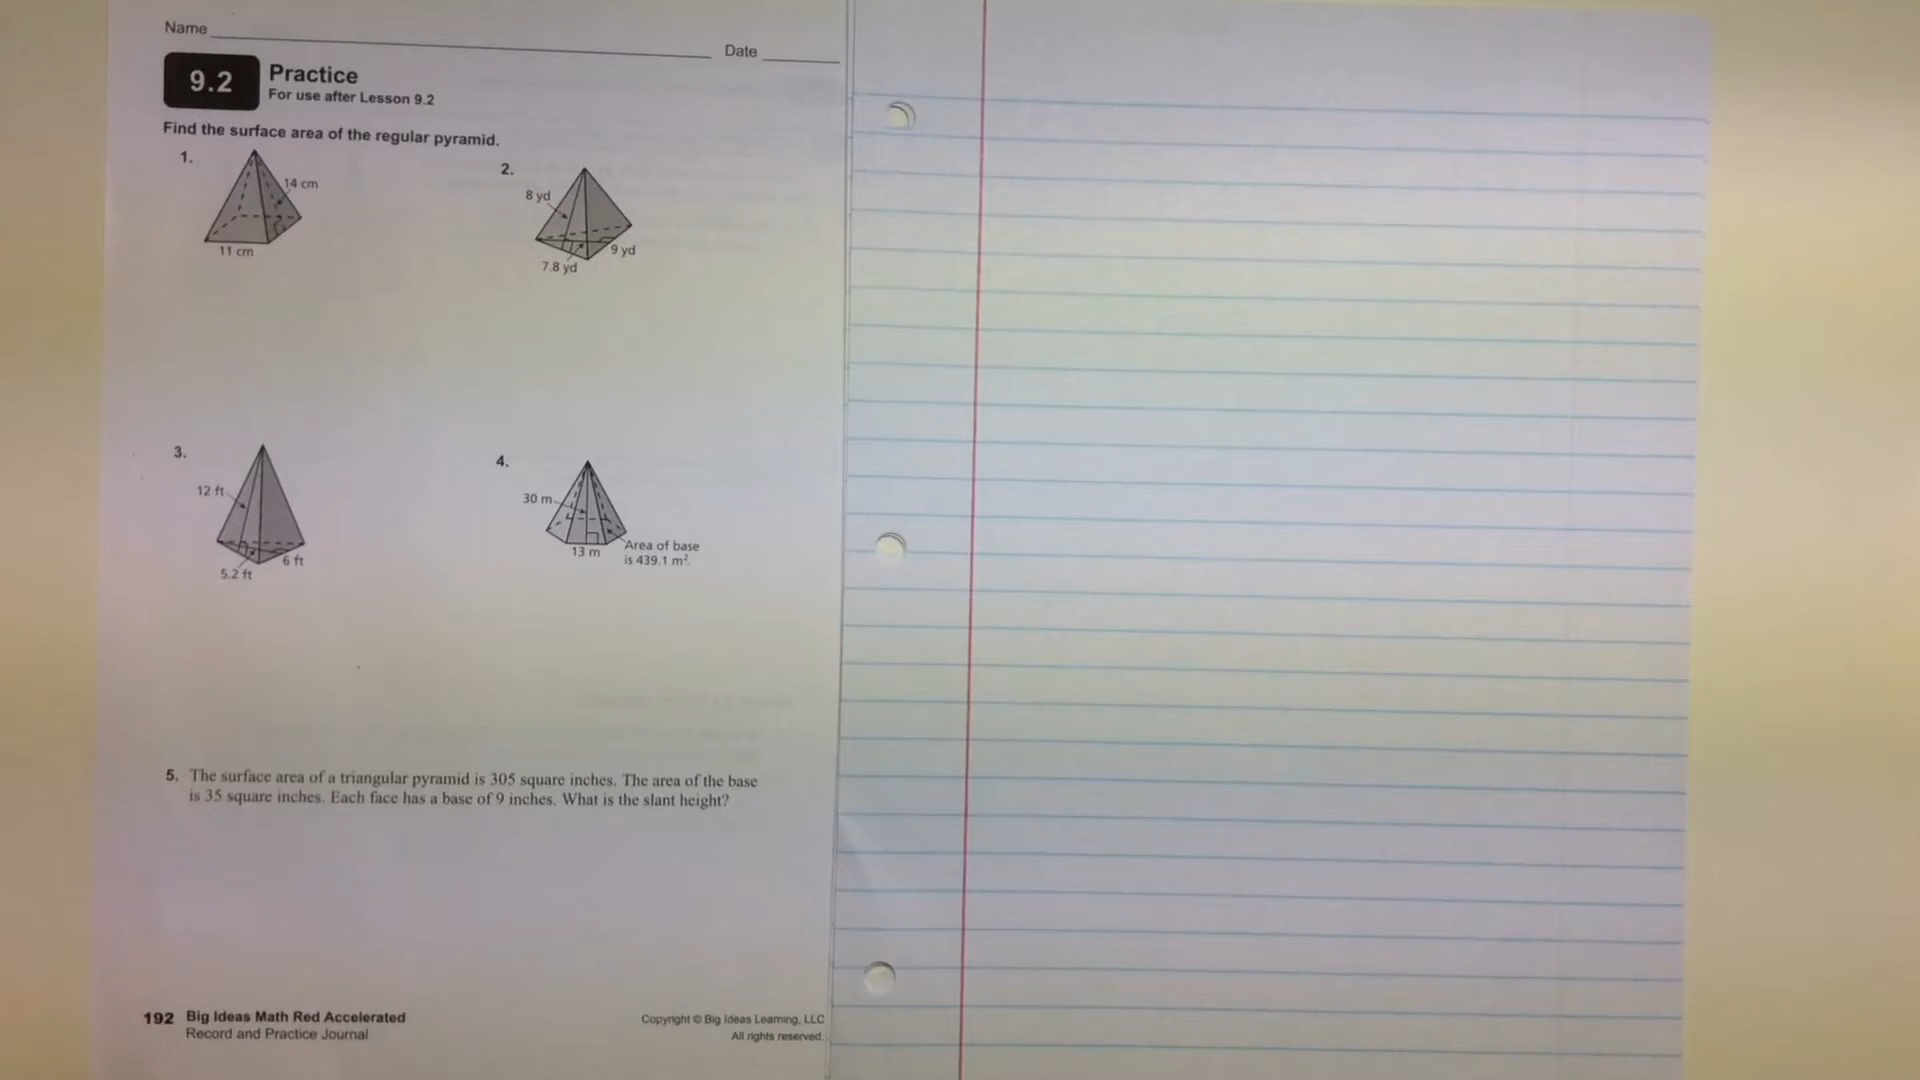 Name
Date
9.2
Practice
For use after Lesson 9.2
Find the surface area of the regular pyramid.
1.
14 cm
11 cm
2.
8 yd
9 yd
7.8 yd
3.
12 ft
6 ft
5.2 ft
4.
30 m
13 m
Area of base
is 439.1 m².
5. The surface area of a triangular pyramid is 305 square inches. The area of the base
is 35 square inches. Each face has a base of 9 inches. What is the slant height?
192 Big Ideas Math Red Accelerated
Record and Practice Journal
Copyright © Big Ideas Learning, LLC
All rights reserved.